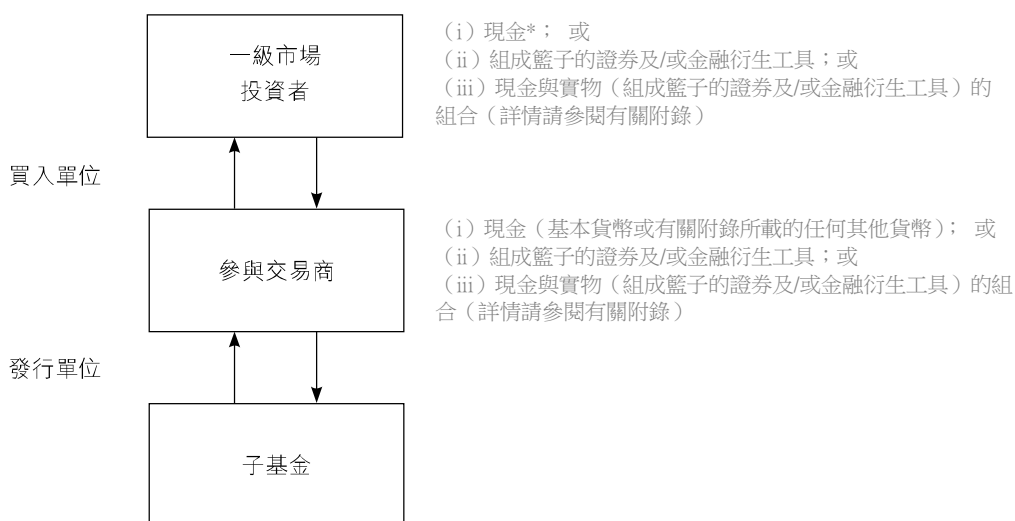 一級市場
投資者
（i）現金*； 或
（ii）組成籃子的證券及/或金融衍生工具；或
（iii）現金與實物（組成籃子的證券及/或金融衍生工具）的
組合（詳情請參閱有關附錄）
買入單位
參與交易商
（i）現金（基本貨幣或有關附錄所載的任何其他貨幣）； 或
（ii）組成籃子的證券及/或金融衍生工具；或
（iii）現金與實物（組成籃子的證券及/或金融衍生工具）的組
合（詳情請參閱有關附錄）
發行單位
子基金